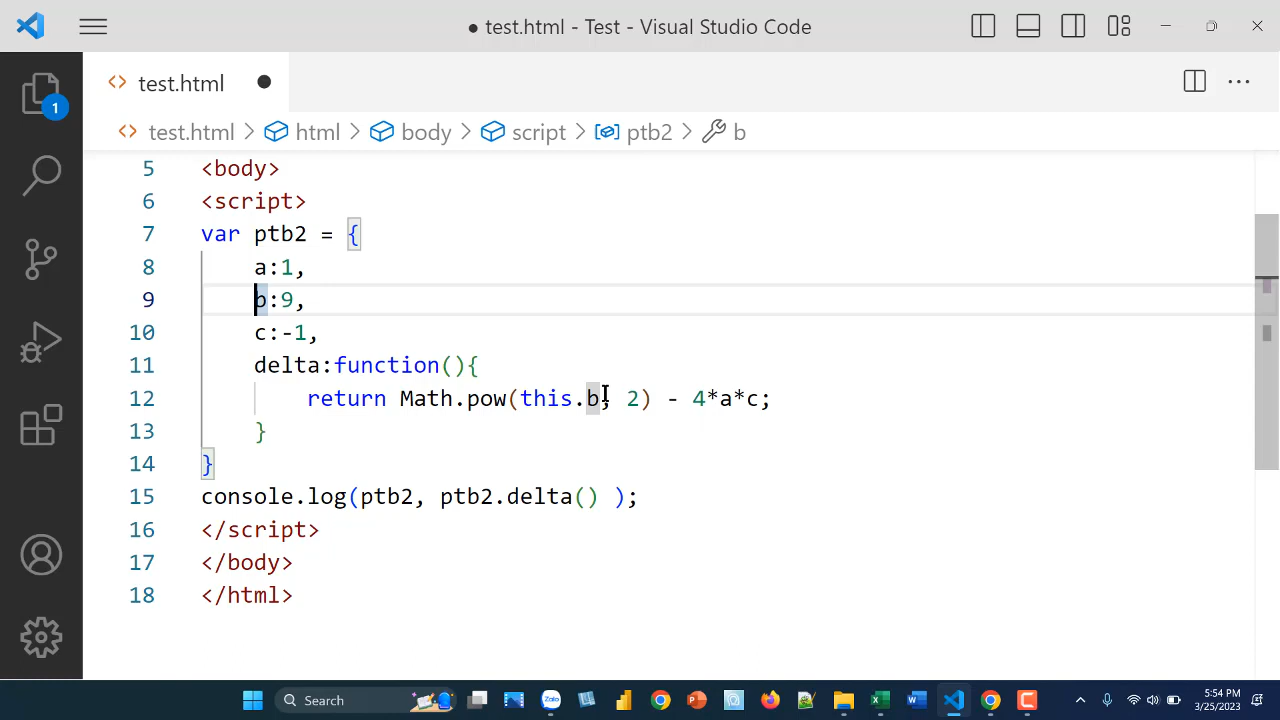 ● test.html - Test - Visual Studio Code
test.html ●
test.html > html > body > script > ptb2 > b
1
5 <body>
6 <script>
7 var ptb2 = {
8 a:1,
9 b:9,
10 c:-1,
11 delta:function(){
12 return Math.pow(this.b, 2) - 4*a*c;
13 }
14 }
15 console.log(ptb2, ptb2.delta() );
16 </script>
17 </body>
18 </html>
Search
Zalo
5:54 PM
3/25/2023